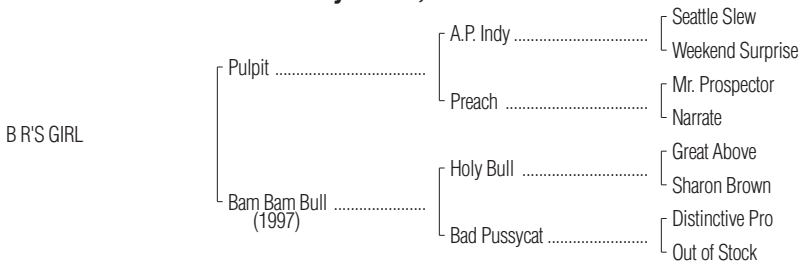 Seattle Slew
A.P. Indy ..................................
Weekend Surprise
Pulpit ......................................
Mr. Prospector
Preach ....................................
Narrate
B R'S GIRL
Great Above
Holy Bull ................................
Sharon Brown
Bam Bam Bull .......................
(1997)
Distinctive Pro
Bad Pussycat .........................
Out of Stock